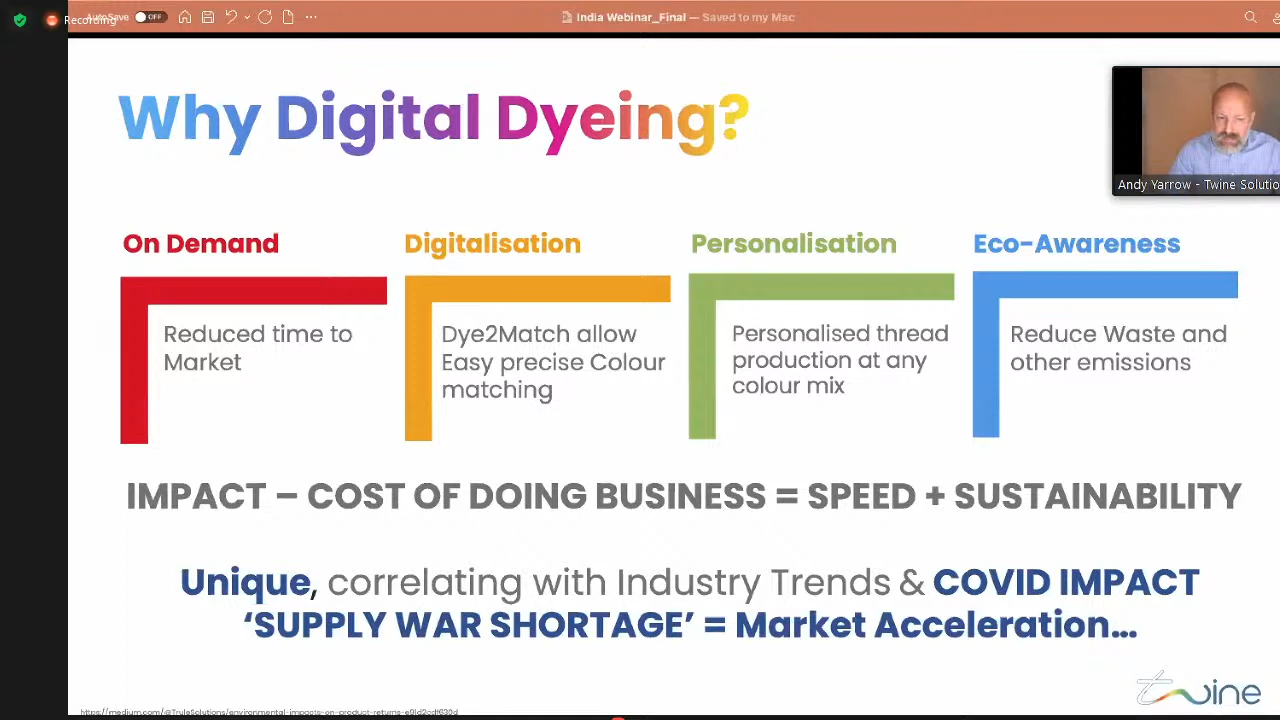 Recording
AutoSave OFF
India Webinar_Final — Saved to my Mac
Why Digital Dyeing?
Andy Yarrow - Twine Solutio
On Demand
Reduced time to
Market
Digitalisation
Dye2Match allow
Easy precise Colour
matching
Personalisation
Personalised thread
production at any
colour mix
Eco-Awareness
Reduce Waste and
other emissions
IMPACT – COST OF DOING BUSINESS = SPEED + SUSTAINABILITY
Unique, correlating with Industry Trends & COVID IMPACT
‘SUPPLY WAR SHORTAGE’ = Market Acceleration...
twine